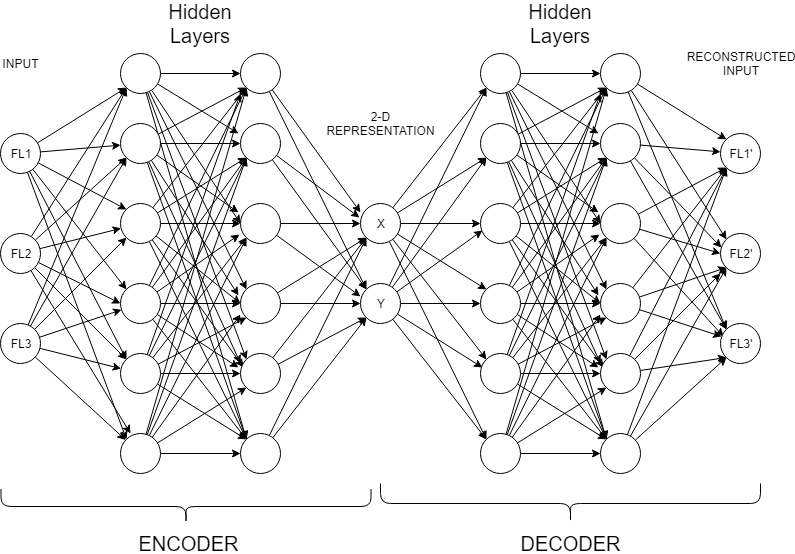 Hidden
Layers
Hidden
Layers
INPUT
RECONSTRUCTED
INPUT
2-D
REPRESENTATION
FL1
FL1'
X
FL2
FL2'
Y
FL3
FL3'
ENCODER
DECODER